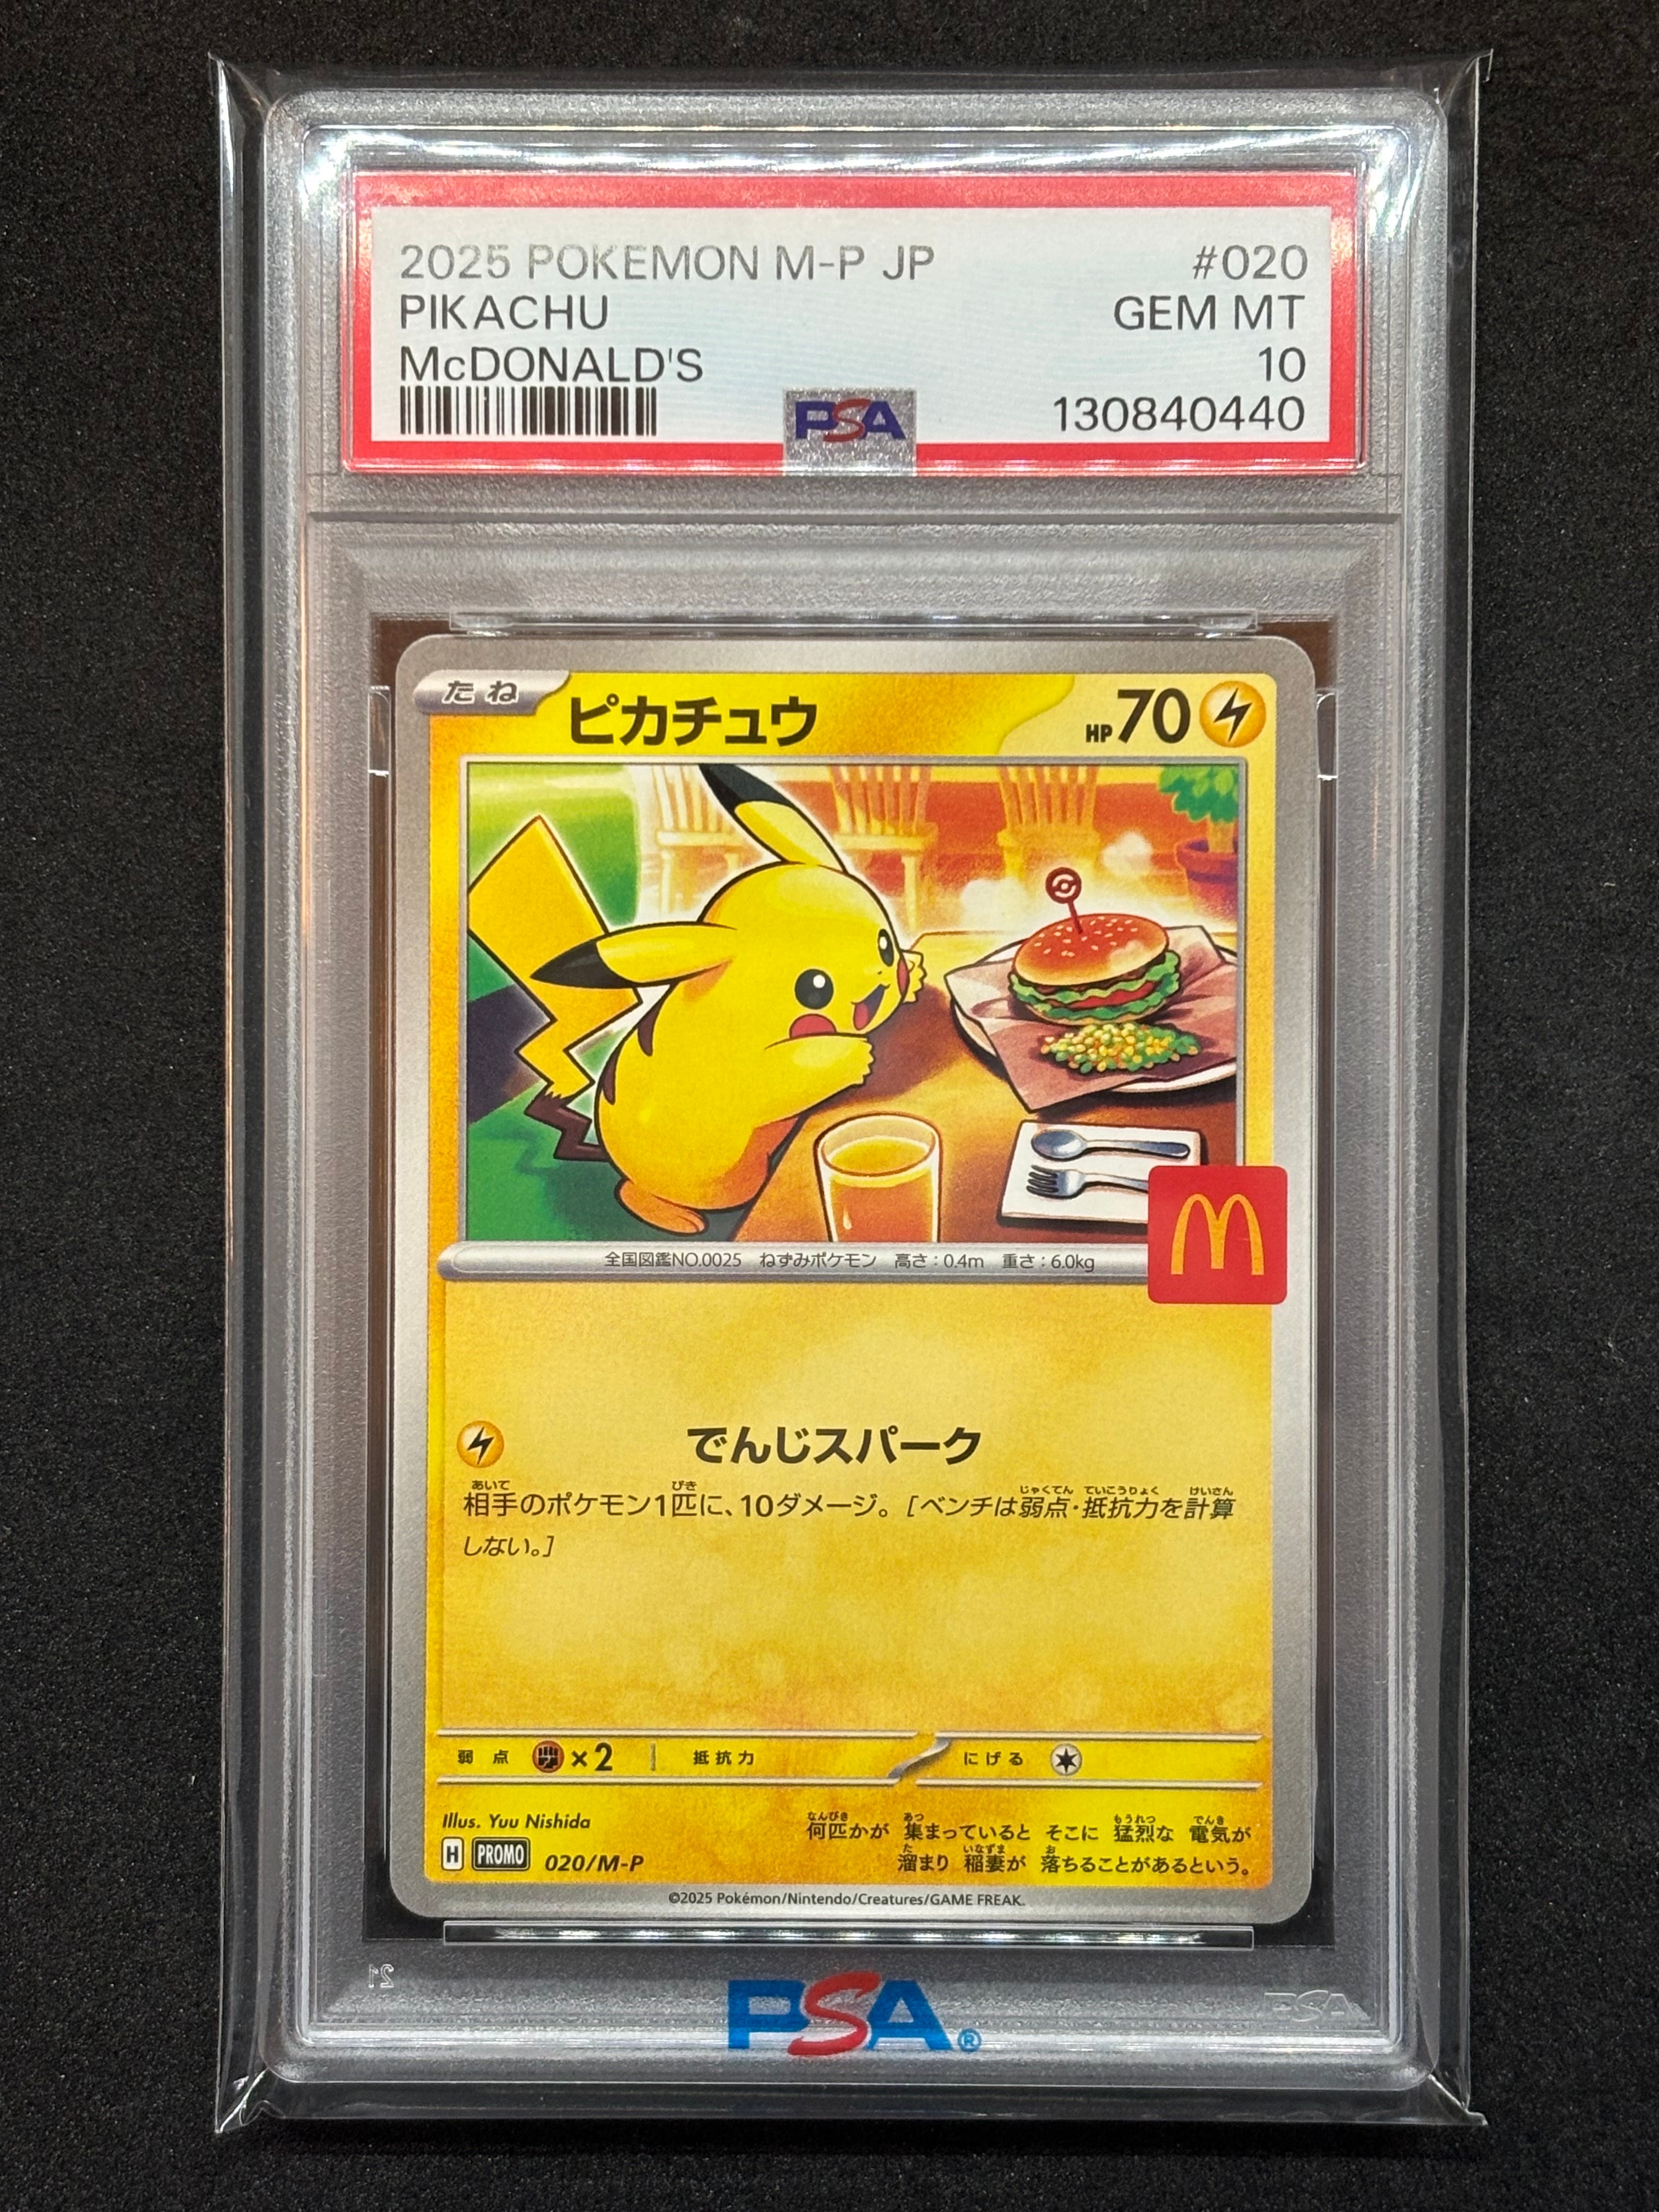 2025 POKEMON M-P JP #020
PIKACHU GEM MT
McDONALD'S 10
PSA 130840440
たね ピカチュウ HP70
全国図鑑NO.0025 ねずみポケモン 高さ：0.4m 重さ：6.0kg
M
でんじスパーク
相手のポケモン1匹に、10ダメージ。［ベンチは弱点・抵抗力を計算
しない。］
弱点 ×2 抵抗力 にげる
Illus. Yuu Nishida
何匹かが 集まっていると そこに 猛烈な 電気が
H PROMO 020/M-P
溜まり 稲妻が 落ちることがあるという。
©2025 Pokémon/Nintendo/Creatures/GAME FREAK.
PSA®
PSA